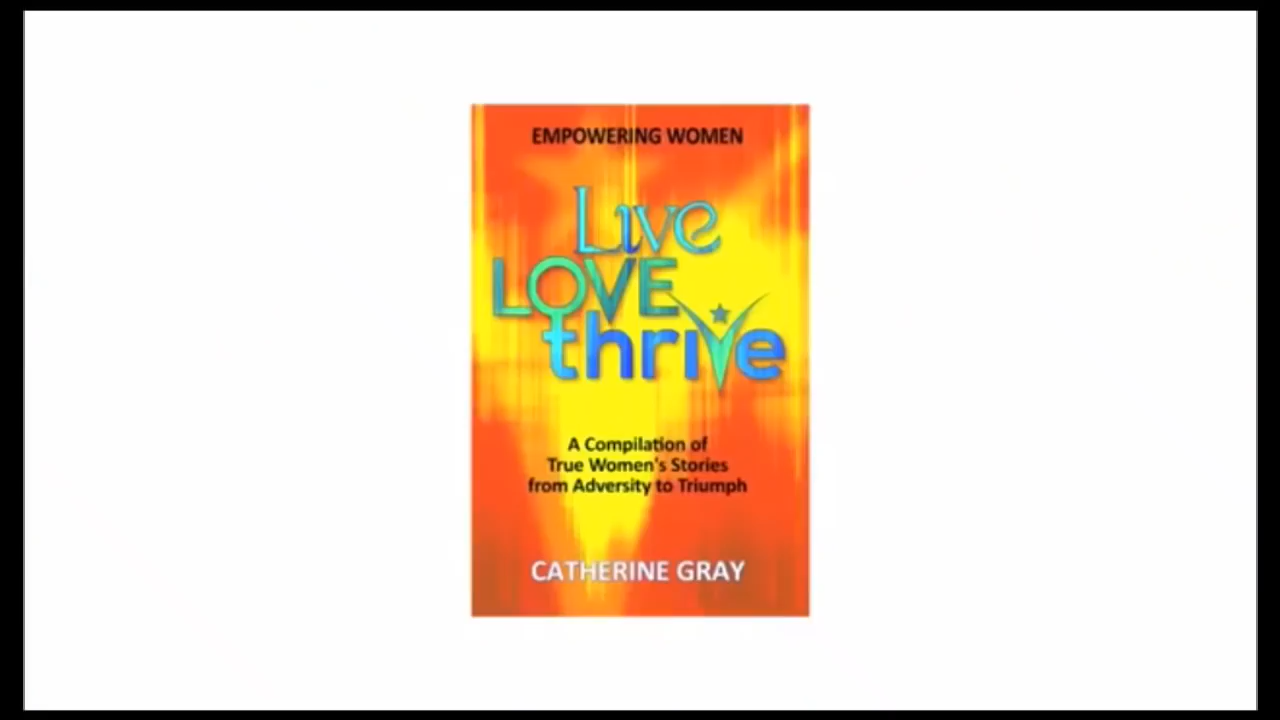 EMPOWERING WOMEN
Live
LOVE
thrive
A Compilation of
True Women's Stories
from Adversity to Triumph
CATHERINE GRAY